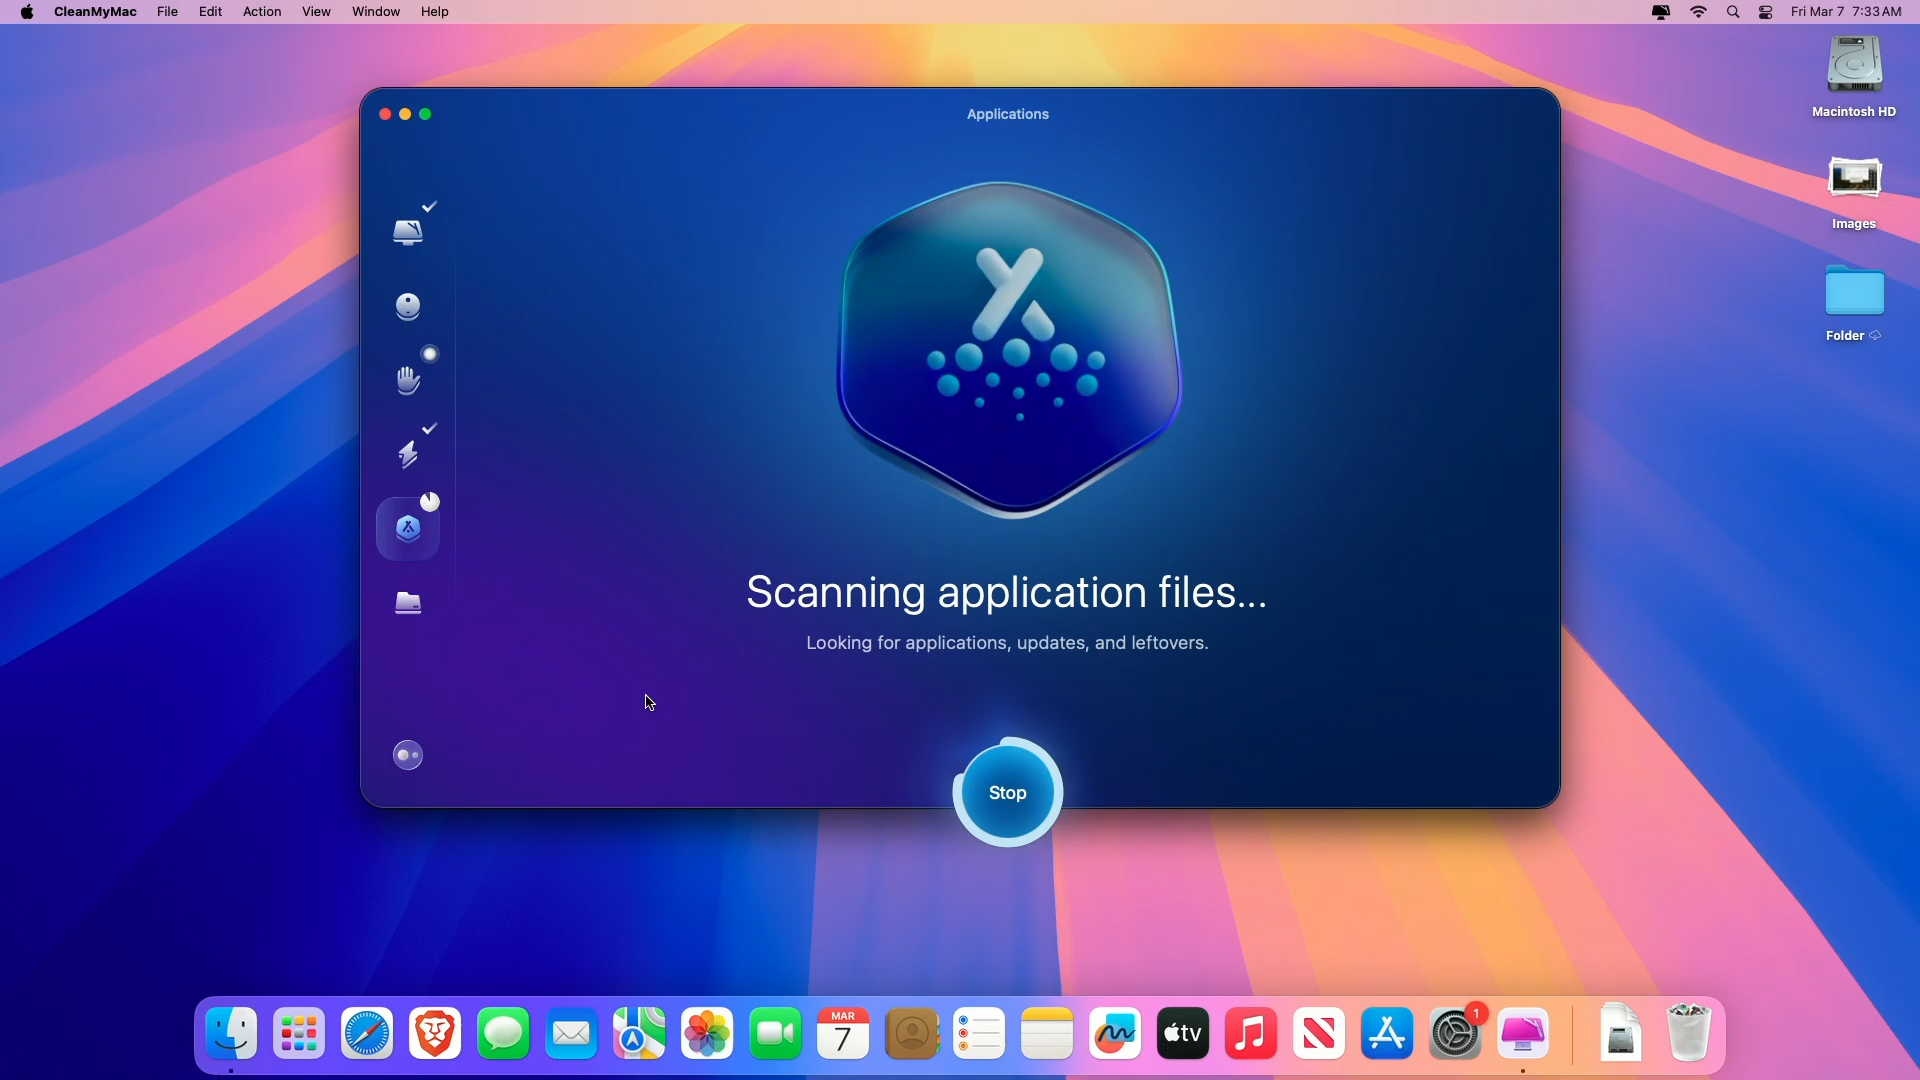 CleanMyMac File Edit Action View Window Help Fri Mar 7 7:33 AM
Applications
Macintosh HD
Images
Folder
Scanning application files...
Looking for applications, updates, and leftovers.
Stop
MAR
7
tv
1